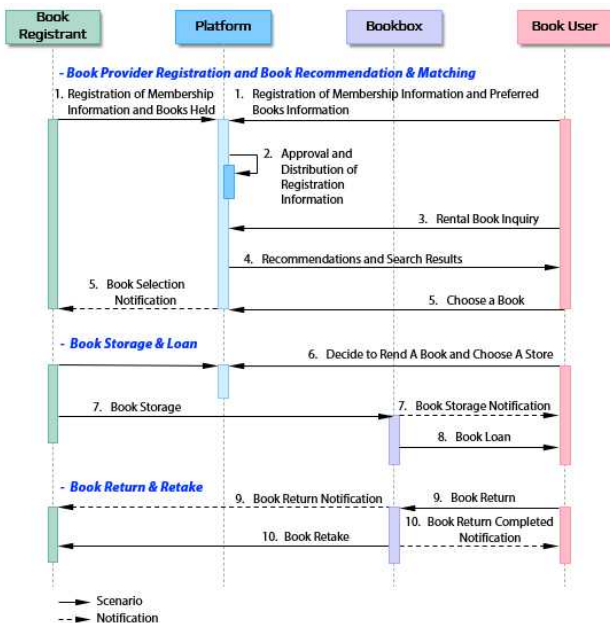 Book
Registrant
Platform
Bookbox
Book User
- Book Provider Registration and Book Recommendation & Matching
1. Registration of Membership
Information and Books Held
1. Registration of Membership Information and Preferred
Books Information
2. Approval and
Distribution of
Registration
Information
3. Rental Book Inquiry
4. Recommendations and Search Results
5. Book Selection
Notification
5. Choose a Book
- Book Storage & Loan
6. Decide to Rend A Book and Choose A Store
7. Book Storage
7. Book Storage Notification
8. Book Loan
- Book Return & Retake
9. Book Return Notification
9. Book Return
10. Book Return Completed
Notification
10. Book Retake
Scenario
Notification